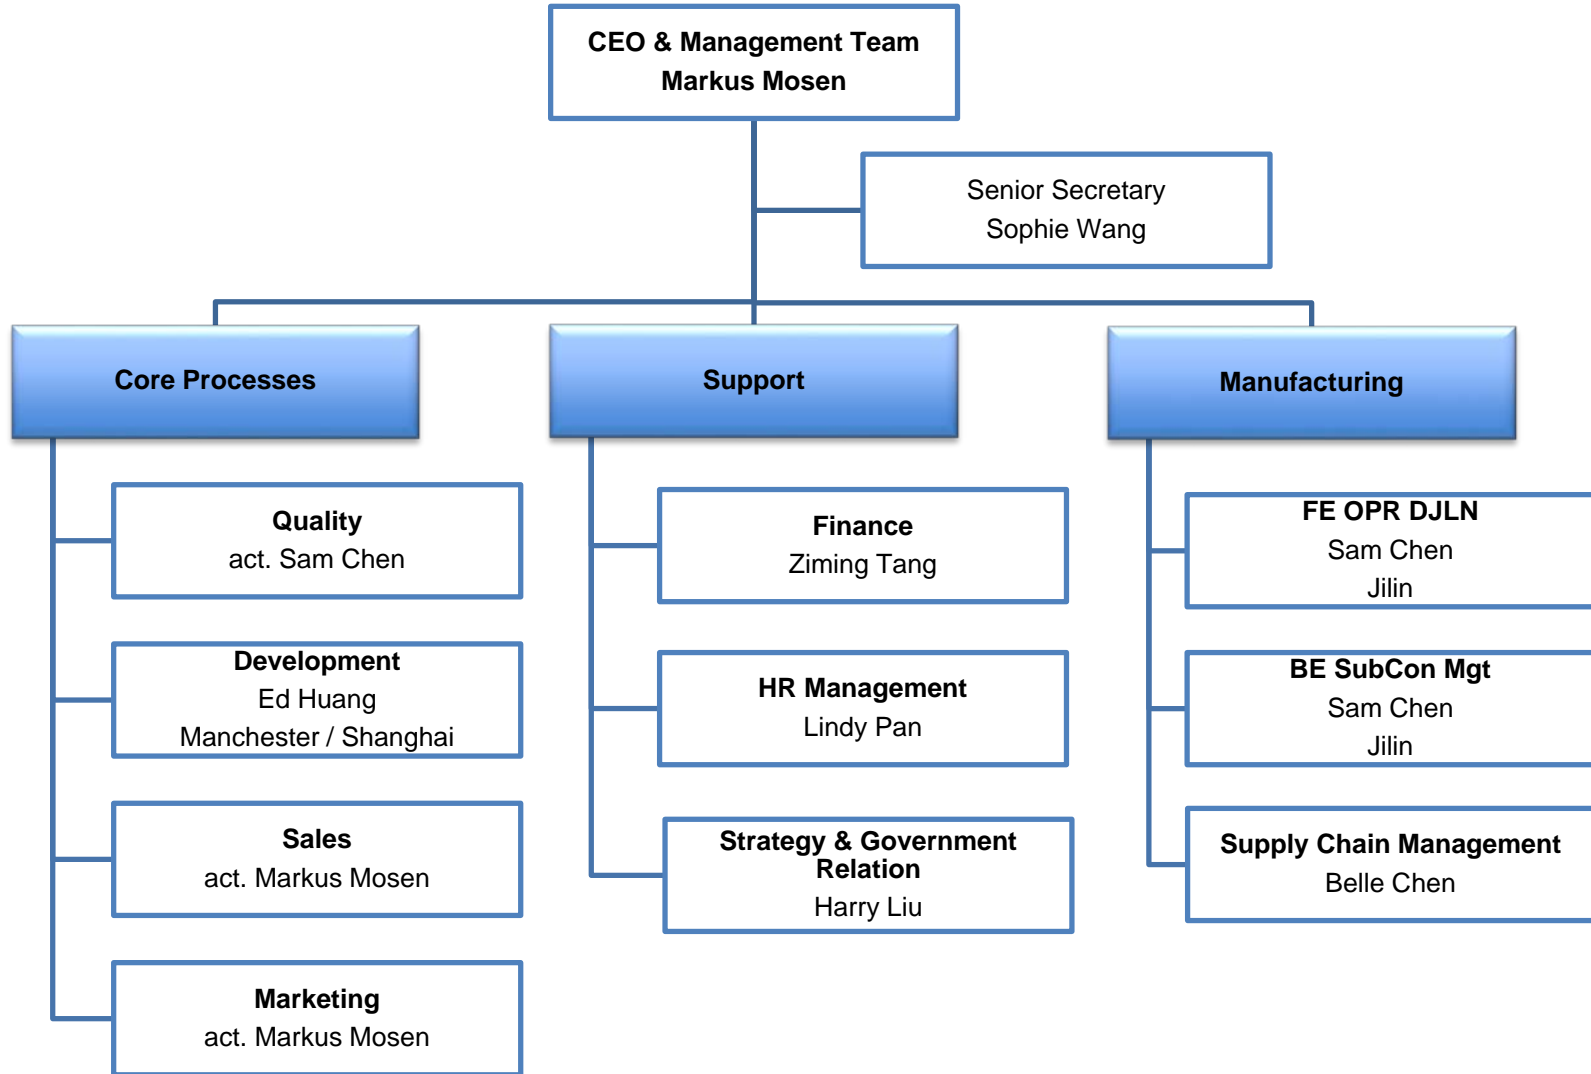 CEO & Management Team
Markus Mosen
Senior Secretary
Sophie Wang
Core Processes
Quality
act. Sam Chen
Development
Ed Huang
Manchester / Shanghai
Sales
act. Markus Mosen
Marketing
act. Markus Mosen
Support
Finance
Ziming Tang
HR Management
Lindy Pan
Strategy & Government
Relation
Harry Liu
Manufacturing
FE OPR DJLN
Sam Chen
Jilin
BE SubCon Mgt
Sam Chen
Jilin
Supply Chain Management
Belle Chen